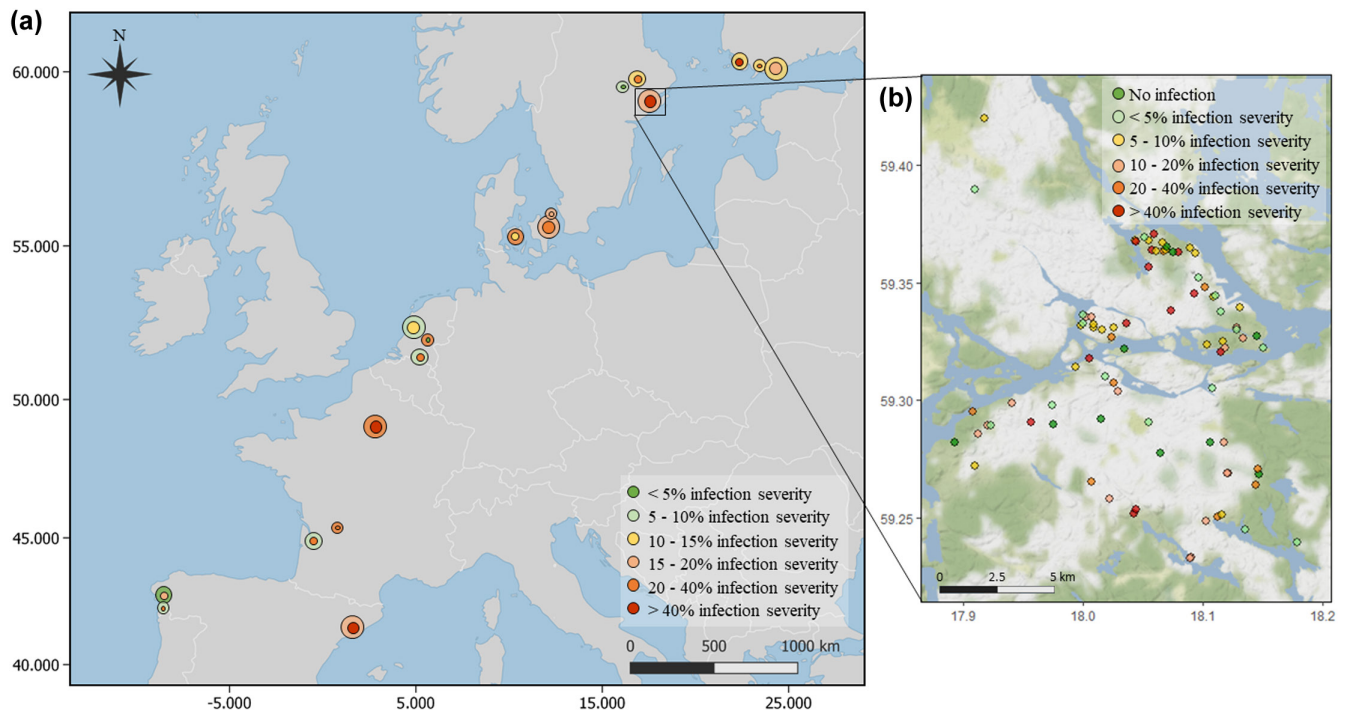 (a)
N
60.000
55.000
50.000
45.000
40.000
-5.000
5.000
15.000
25.000
< 5% infection severity
5 - 10% infection severity
10 - 15% infection severity
15 - 20% infection severity
20 - 40% infection severity
> 40% infection severity
0 500 1000 km
(b)
No infection
< 5% infection severity
5 - 10% infection severity
10 - 20% infection severity
20 - 40% infection severity
> 40% infection severity
59.40
59.35
59.30
59.25
0 2.5 5 km
17.9
18.0
18.1
18.2